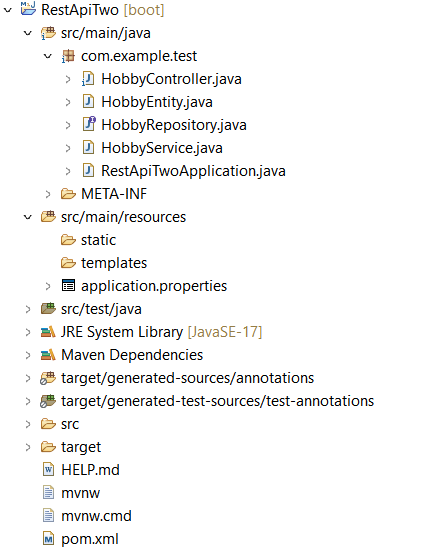 RestApiTwo [boot]
src/main/java
com.example.test
HobbyController.java
HobbyEntity.java
HobbyRepository.java
HobbyService.java
RestApiTwoApplication.java
META-INF
src/main/resources
static
templates
application.properties
src/test/java
JRE System Library [JavaSE-17]
Maven Dependencies
target/generated-sources/annotations
target/generated-test-sources/test-annotations
src
target
HELP.md
mvnw
mvnw.cmd
pom.xml